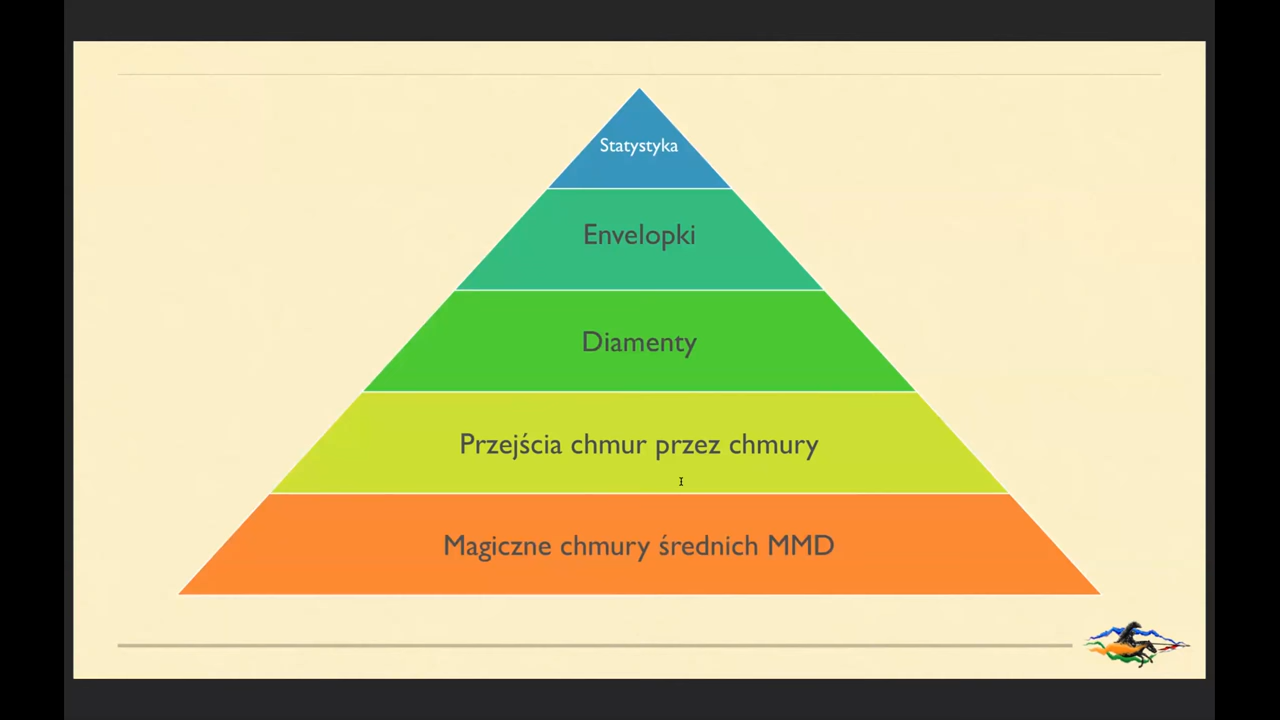 Statystyka
Envelopki
Diamenty
Przejścia chmur przez chmury
Magiczne chmury średnich MMD